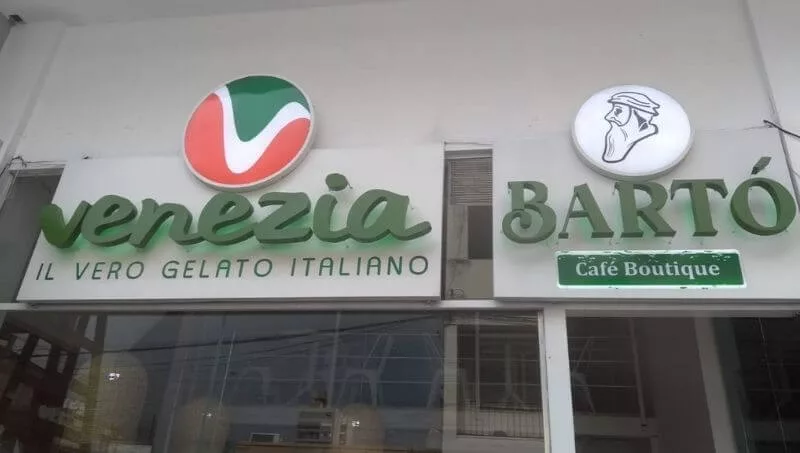 venezia
IL VERO GELATO ITALIANO
BARTÓ
Café Boutique